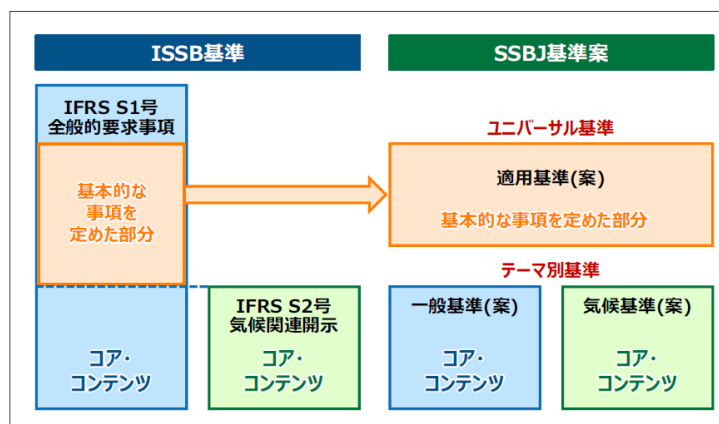 ISSB基準
SSBJ基準案
IFRS S1号
全般的要求事項
基本的な
事項を
定めた部分
ユニバーサル基準
適用基準(案)
基本的な事項を定めた部分
テーマ別基準
コア・
コンテンツ
IFRS S2号
気候関連開示
コア・
コンテンツ
一般基準(案)
コア・
コンテンツ
気候基準(案)
コア・
コンテンツ